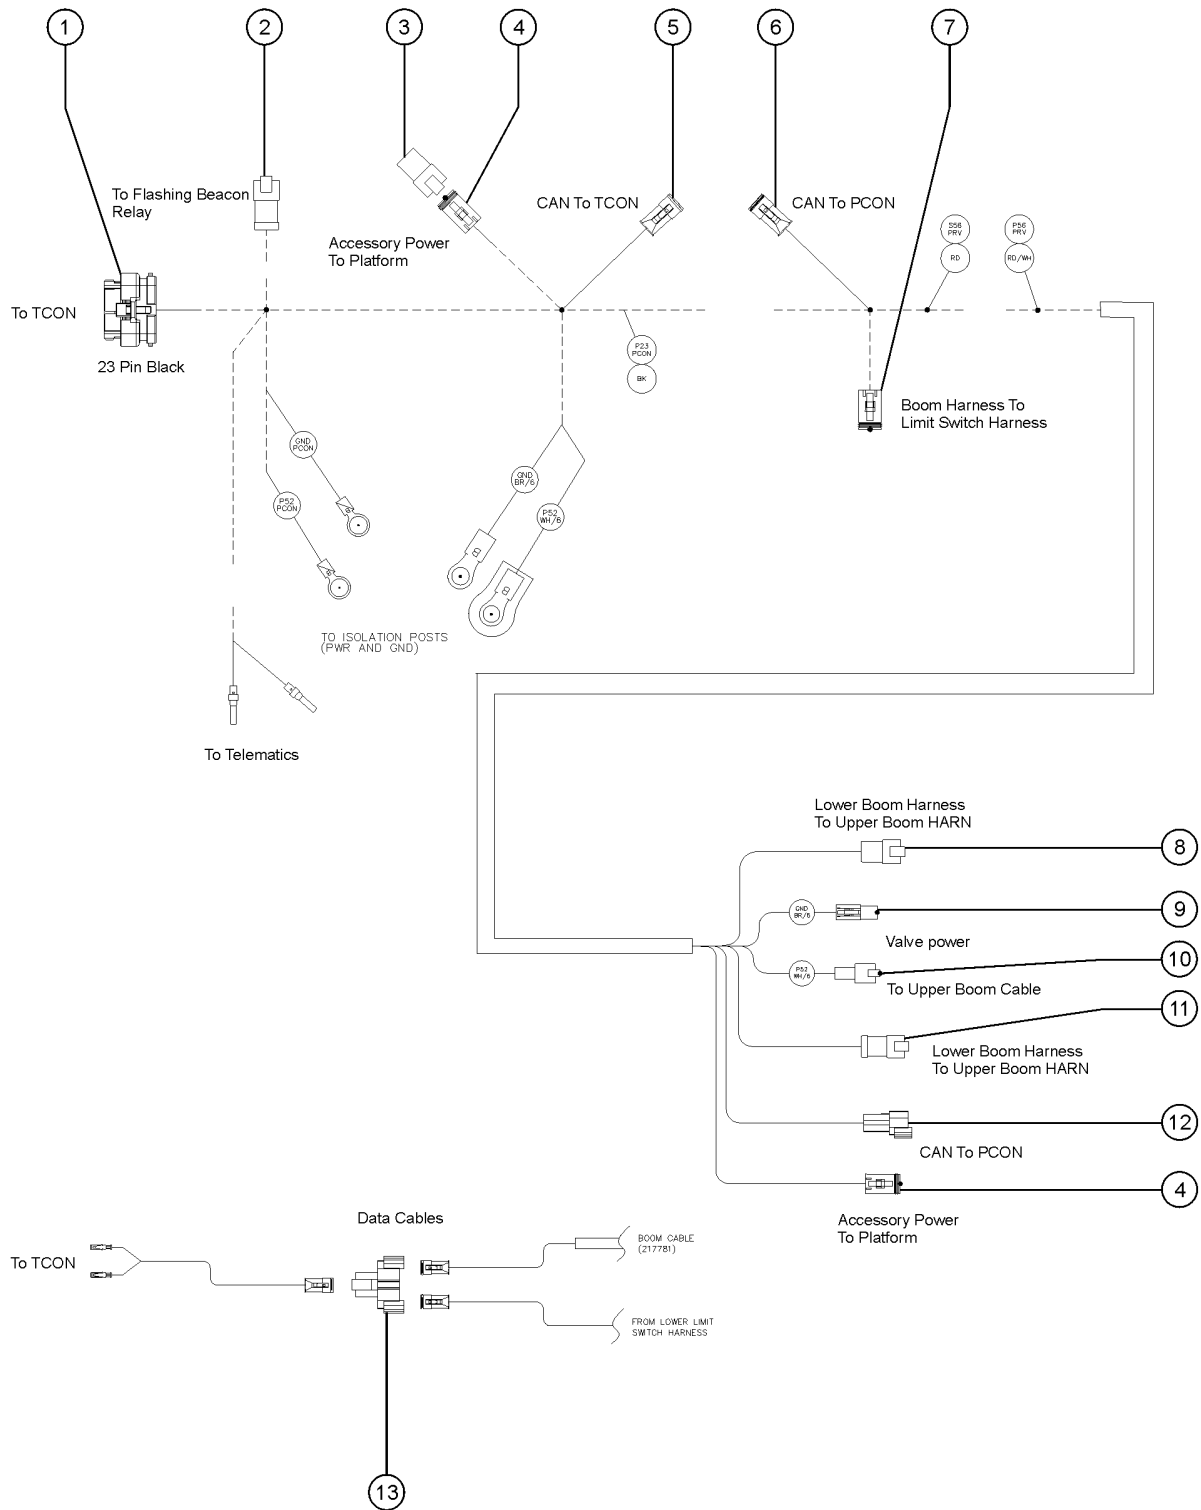 1
2
3
4
5
6
7
To Flashing Beacon
Relay
Accessory Power
To Platform
CAN To TCON
CAN To PCON
S56
PRV
RD
P56
PRV
RD/WH
To TCON
23 Pin Black
P23
PCON
BK
Boom Harness To
Limit Switch Harness
GND
PCON
P52
PCON
GND
BR/6
P52
WH/6
TO ISOLATION POSTS
(PWR AND GND)
To Telematics
Lower Boom Harness
To Upper Boom HARN
8
GND
BR/6
9
Valve power
P52
WH/6
10
To Upper Boom Cable
11
Lower Boom Harness
To Upper Boom HARN
12
CAN To PCON
4
Accessory Power
To Platform
Data Cables
To TCON
BOOM CABLE
(217781)
FROM LOWER LIMIT
SWITCH HARNESS
13